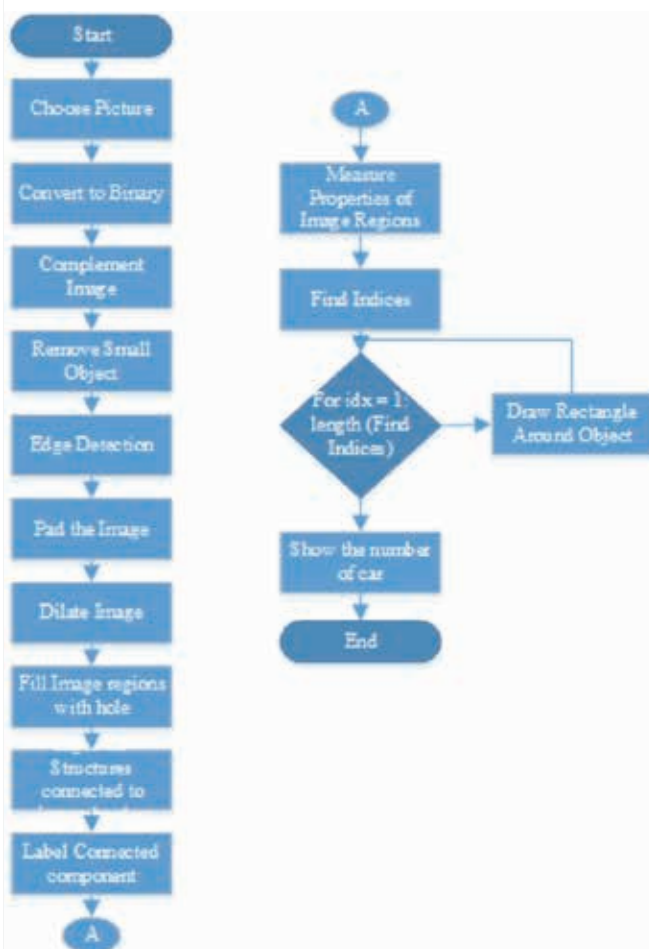 Start
Choose Picture
Convert to Binary
Complement
Image
Remove Small
Object
Edge Detection
Pad the Image
Dilate Image
Fill Image regions
with hole
Structures
connected to
Label Connected
component
A
A
Measure
Properties of
Image Regions
Find Indices
For idx = 1:
length (Find
Indices)
Draw Rectangle
Around Object
Show the number
of car
End